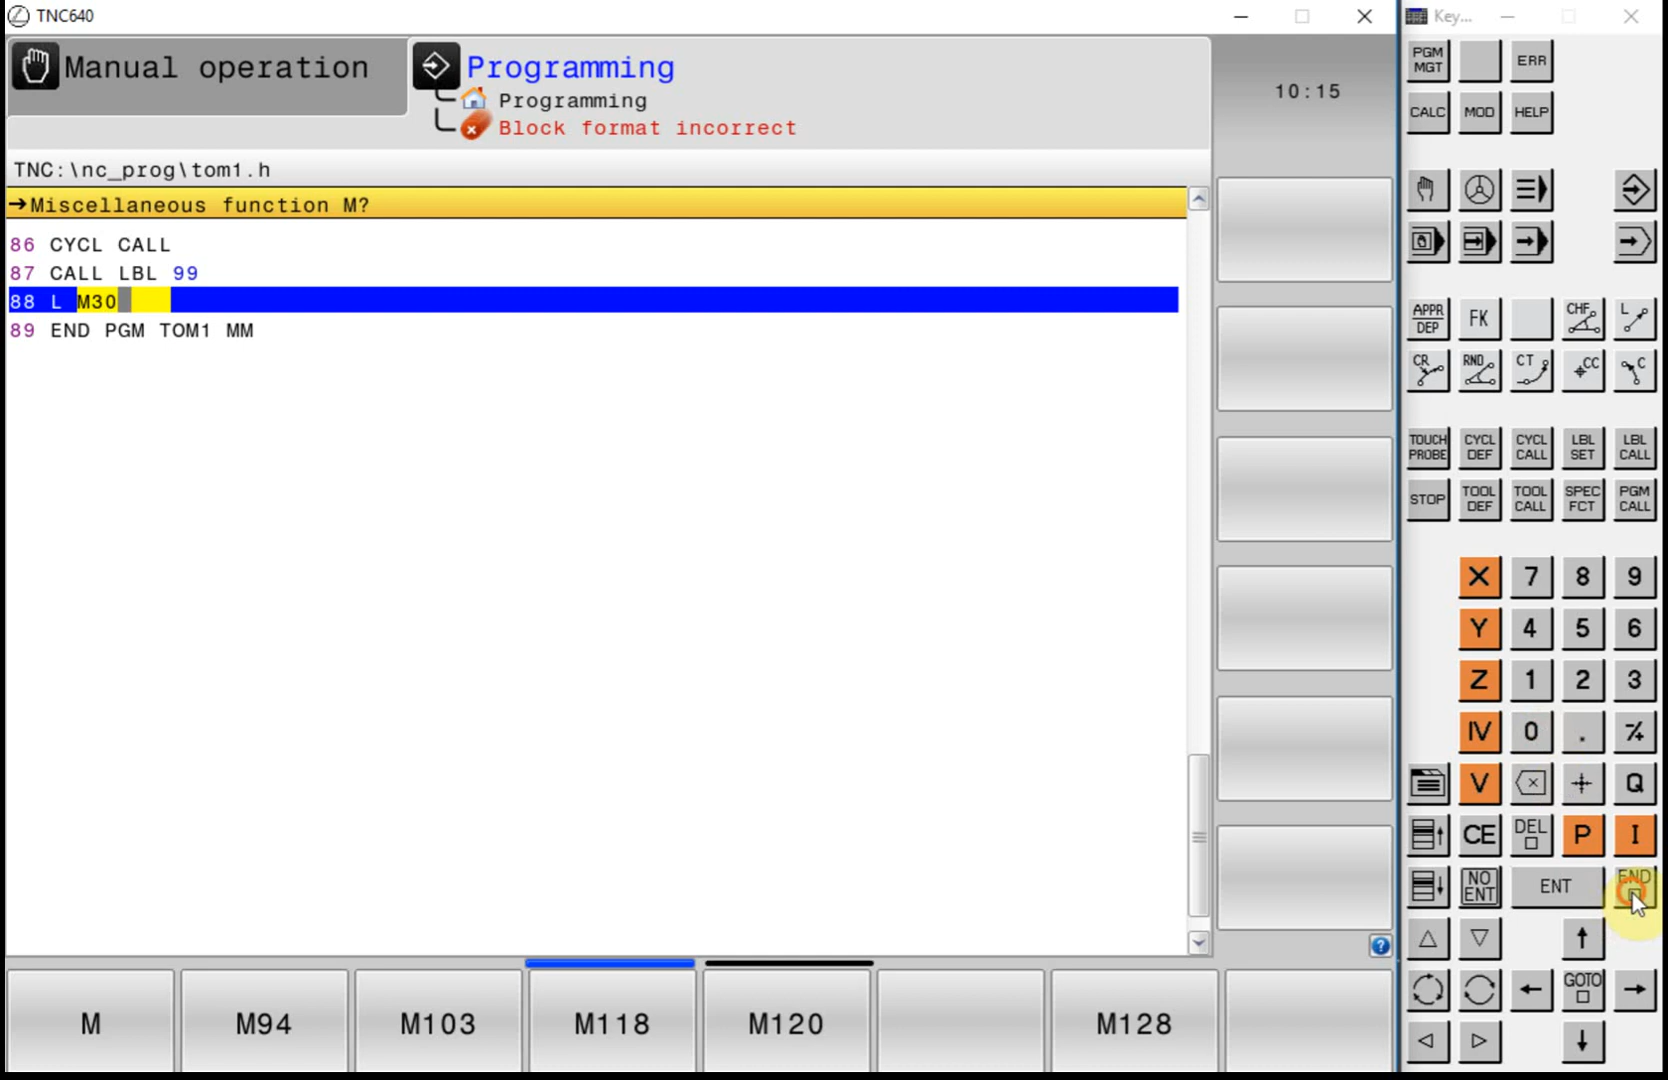 TNC640
Key...
Manual operation
Programming
Programming
Block format incorrect
10:15
TNC:\nc_prog\tom1.h
→Miscellaneous function M?
86 CYCL CALL
87 CALL LBL 99
88 L M30
89 END PGM TOM1 MM
M
M94
M103
M118
M120
M128
PGM MGT
ERR
CALC
MOD
HELP
APPR DEP
FK
CHF
L
CR
RND
CT
CC
C
TOUCH PROBE
CYCL DEF
CYCL CALL
LBL SET
LBL CALL
STOP
TOOL DEF
TOOL CALL
SPEC FCT
PGM CALL
X 7 8 9
Y 4 5 6
Z 1 2 3
IV 0 .
V Q
CE DEL P I
NO ENT
ENT
END
GOTO